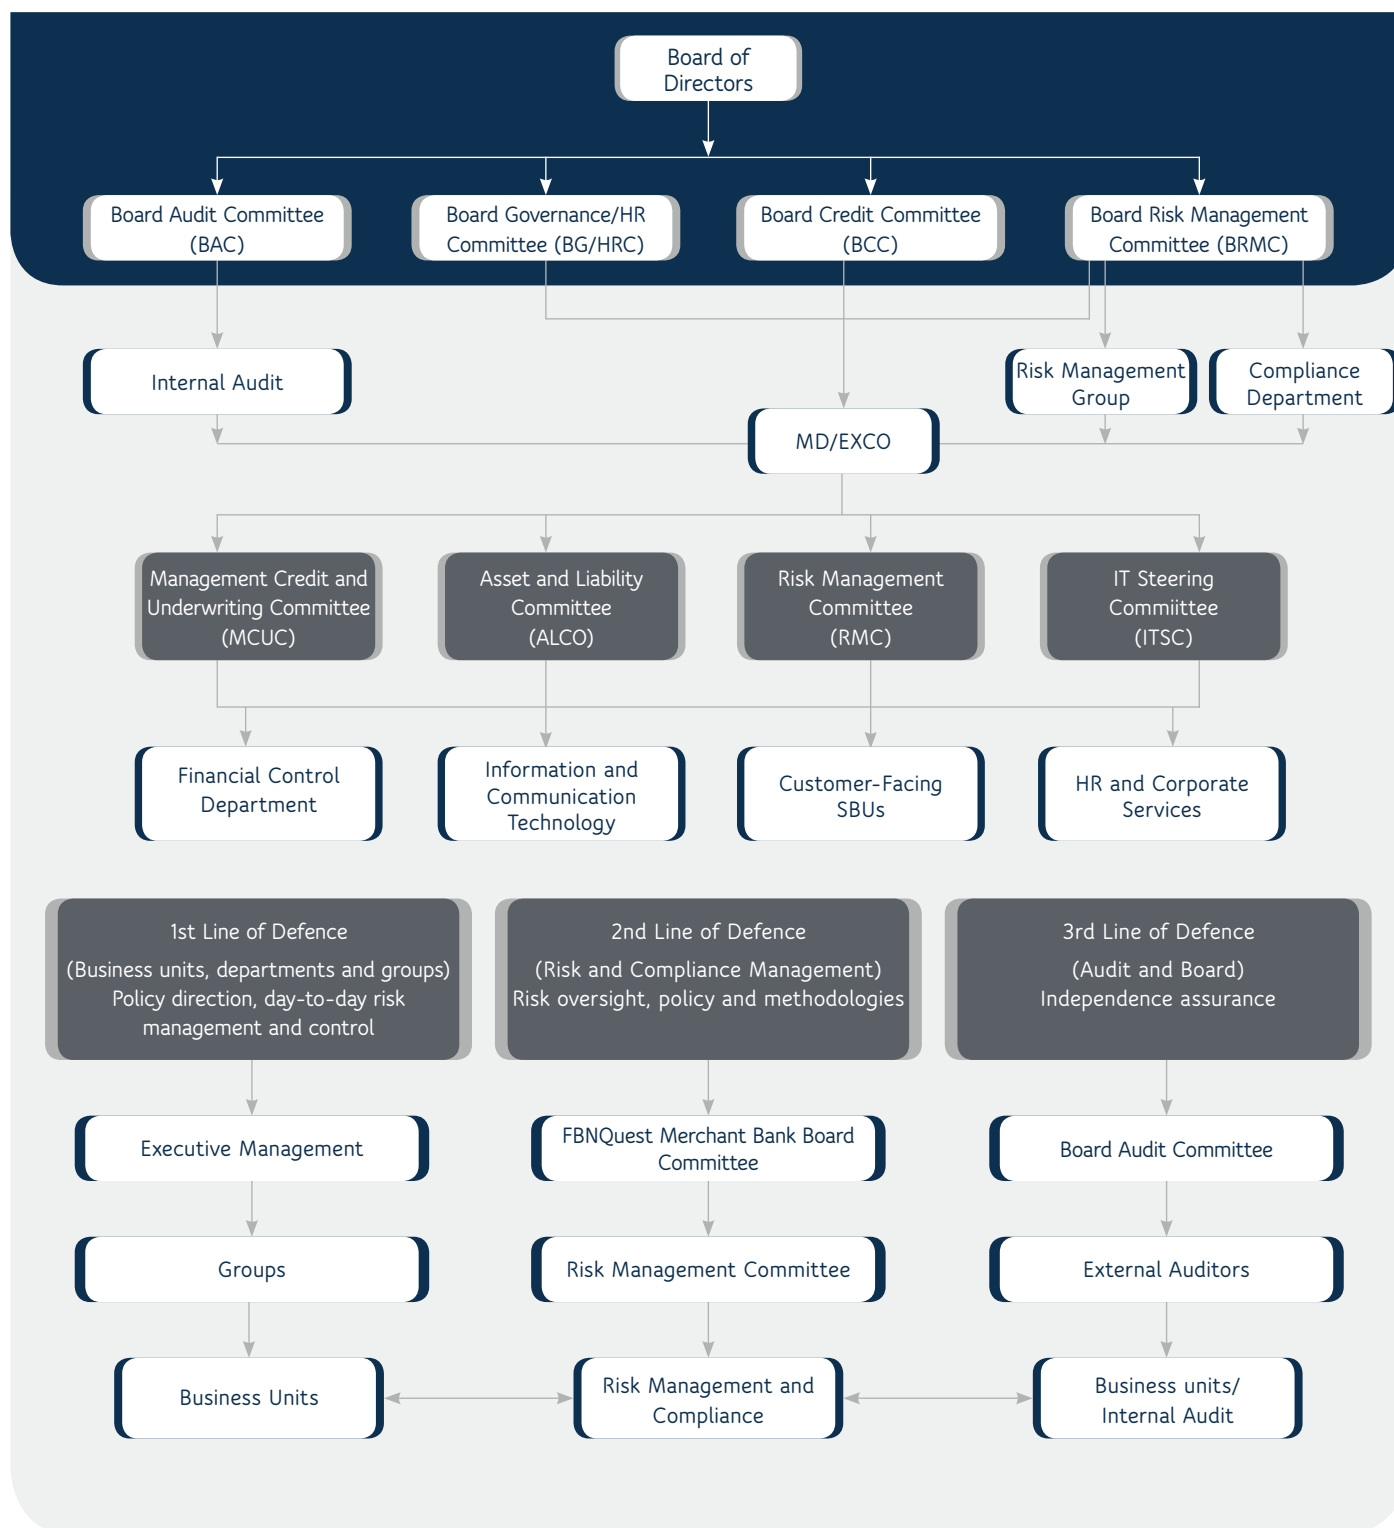 Board of
Directors
Board Audit Committee
(BAC)
Board Governance/HR
Committee (BG/HRC)
Board Credit Committee
(BCC)
Board Risk Management
Committee (BRMC)
Internal Audit
Risk Management
Group
Compliance
Department
MD/EXCO
Management Credit and
Underwriting Committee
(MCUC)
Asset and Liability
Committee
(ALCO)
Risk Management
Committee
(RMC)
IT Steering
Commiittee
(ITSC)
Financial Control
Department
Information and
Communication
Technology
Customer-Facing
SBUs
HR and Corporate
Services
1st Line of Defence
(Business units, departments and groups)
Policy direction, day-to-day risk
management and control
2nd Line of Defence
(Risk and Compliance Management)
Risk oversight, policy and methodologies
3rd Line of Defence
(Audit and Board)
Independence assurance
Executive Management
FBNQuest Merchant Bank Board
Committee
Board Audit Committee
Groups
Risk Management Committee
External Auditors
Business Units
Risk Management and
Compliance
Business units/
Internal Audit